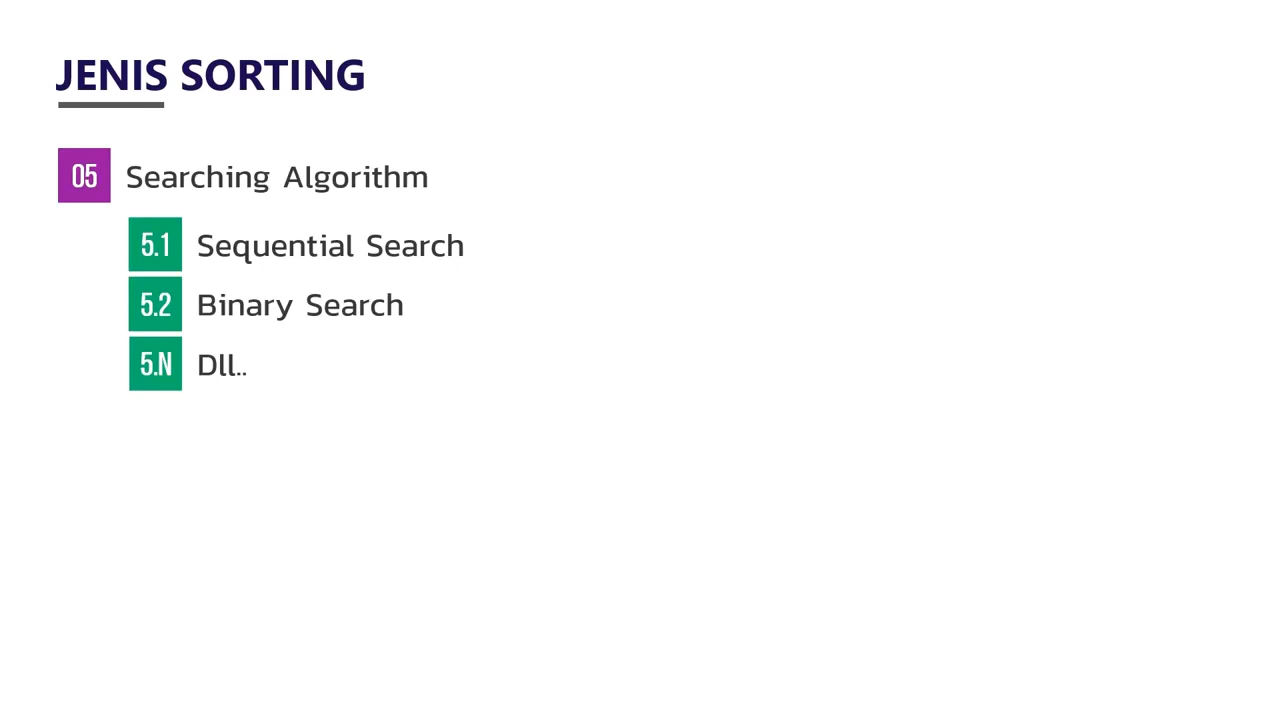 JENIS SORTING
05 Searching Algorithm
5.1 Sequential Search
5.2 Binary Search
5.N Dll..